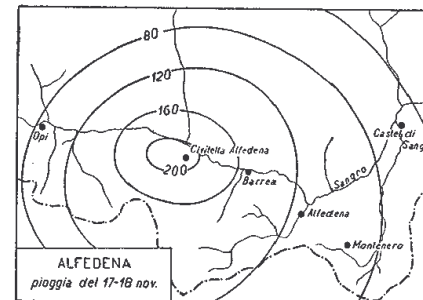 80
120
160
Opi
Civitella Alfedena
200
Barrea
Castel di
Sang
Sangro
Alfedena
Montenero
ALFEDENA
pioggia del 17-18 nov.